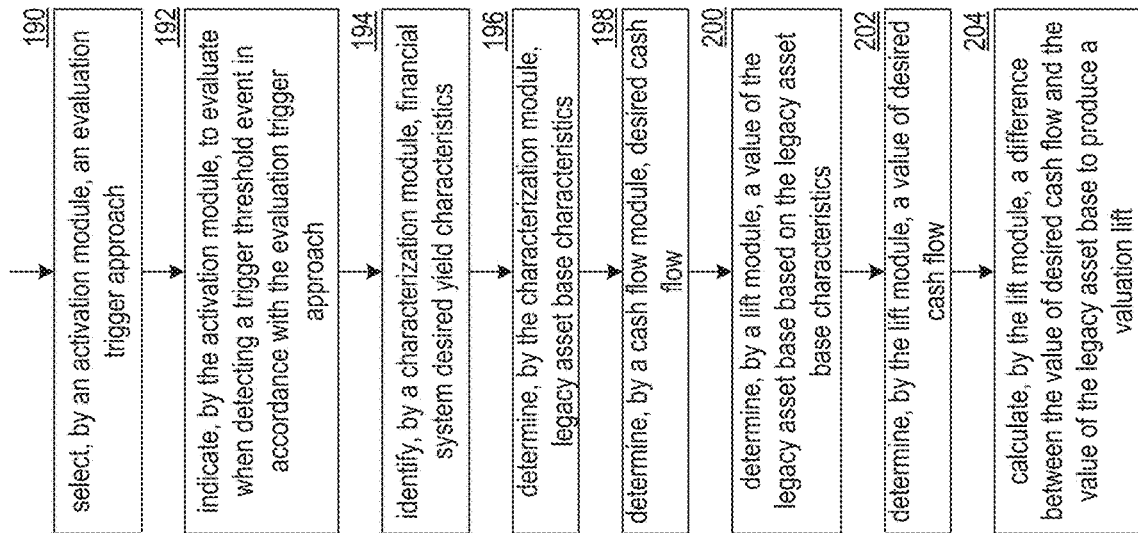 190
select, by an activation module, an evaluation
trigger approach
192
indicate, by the activation module, to evaluate
when detecting a trigger threshold event in
accordance with the evaluation trigger
approach
194
identify, by a characterization module, financial
system desired yield characteristics
196
determine, by the characterization module,
legacy asset base characteristics
198
determine, by a cash flow module, desired cash
flow
200
determine, by a lift module, a value of the
legacy asset base based on the legacy asset
base characteristics
202
determine, by the lift module, a value of desired
cash flow
204
calculate, by the lift module, a difference
between the value of desired cash flow and the
value of the legacy asset base to produce a
valuation lift